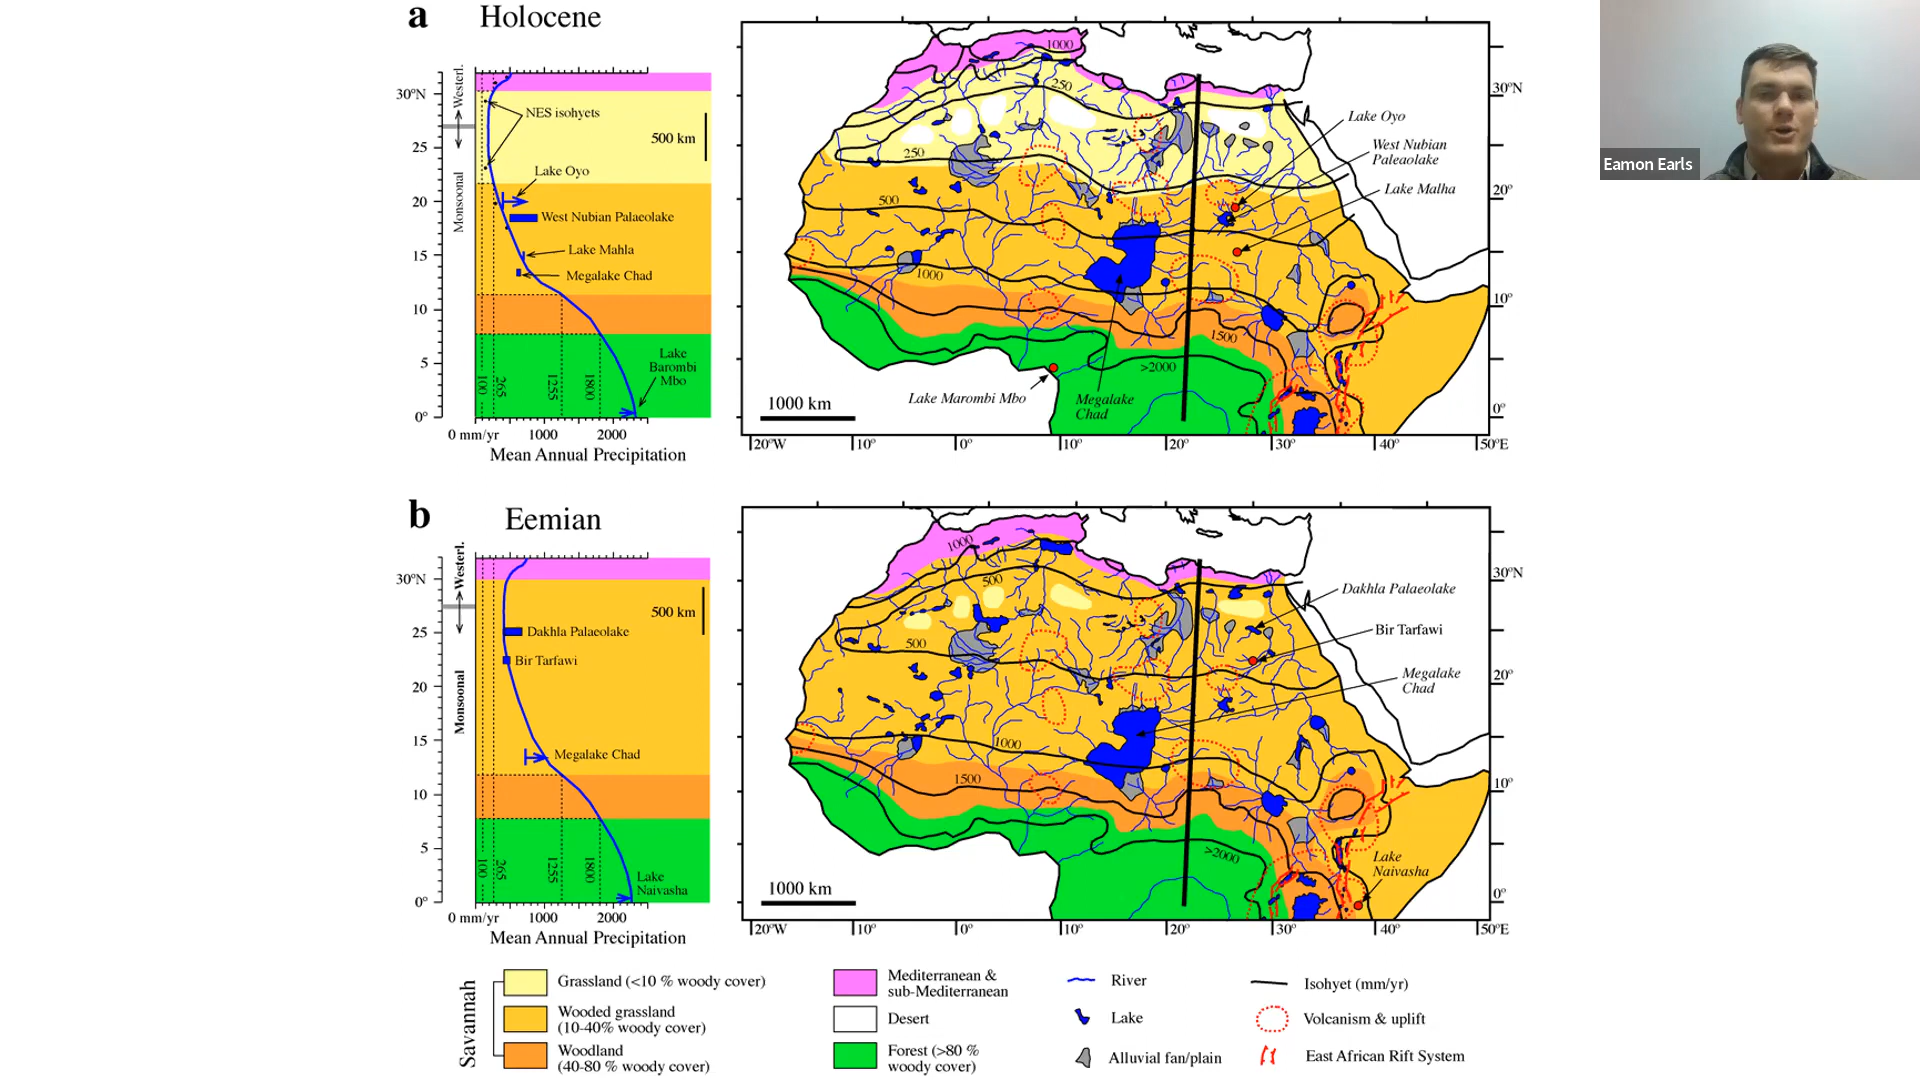 a Holocene
Westerl.
Monsoonal
30°N
25
20
15
10
5
0°
NES isohyets
500 km
Lake Oyo
West Nubian Palaeolake
Lake Mahla
Megalake Chad
Lake
Barombi
Mbo
100
265
1255
1800
0 mm/yr 1000 2000
Mean Annual Precipitation
1000
250
250
500
1000
1500
>2000
Lake Oyo
West Nubian
Paleaolake
Lake Malha
Lake Marombi Mbo
Megalake
Chad
1000 km
30°N
20°
10°
0°
20°W 10° 0° 10° 20° 30° 40° 50°E
Eamon Earls
b Eemian
Westerl.
Monsoonal
30°N
25
20
15
10
5
0°
500 km
Dakhla Palaeolake
Bir Tarfawi
Megalake Chad
Lake
Naivasha
100
265
1255
1800
0 mm/yr 1000 2000
Mean Annual Precipitation
1000
500
500
1000
1500
>2000
Dakhla Palaeolake
Bir Tarfawi
Megalake
Chad
Lake
Naivasha
1000 km
30°N
20°
10°
0°
20°W 10° 0° 10° 20° 30° 40° 50°E
Savannah
Grassland (<10 % woody cover)
Wooded grassland
(10-40% woody cover)
Woodland
(40-80 % woody cover)
Mediterranean &
sub-Mediterranean
Desert
Forest (>80 %
woody cover)
River
Lake
Alluvial fan/plain
Isohyet (mm/yr)
Volcanism & uplift
East African Rift System